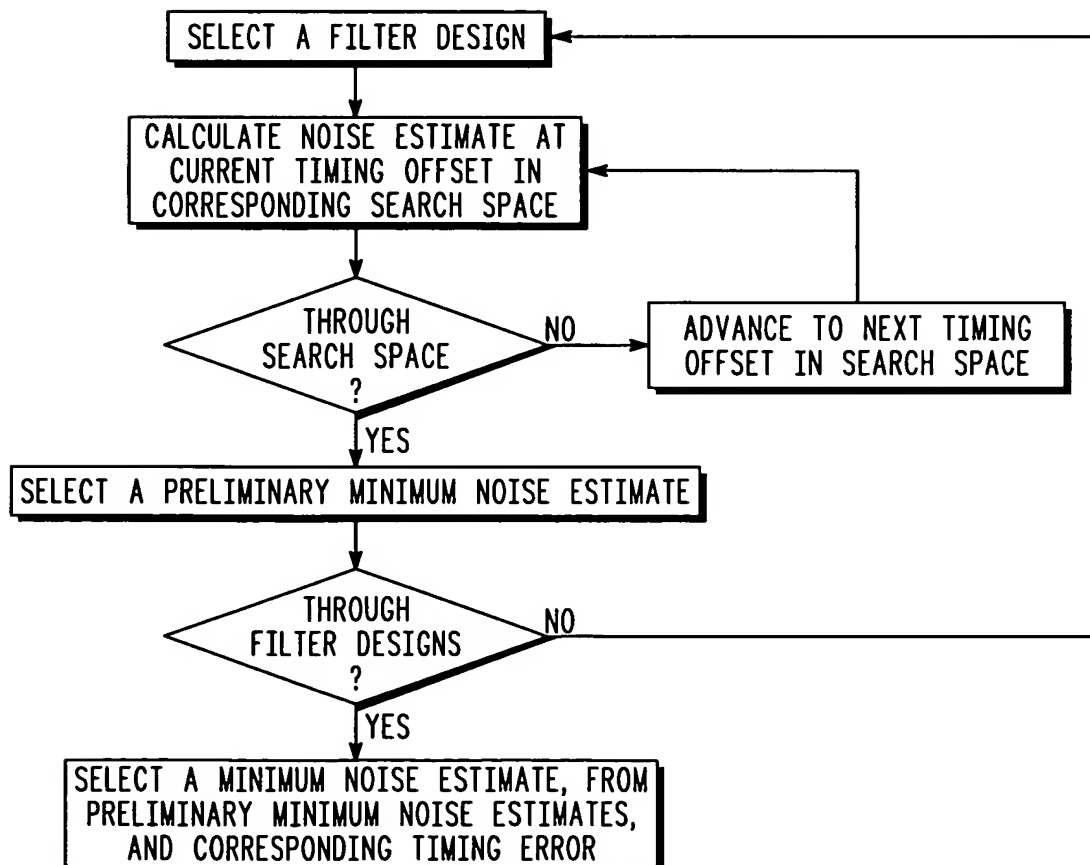 SELECT A FILTER DESIGN
CALCULATE NOISE ESTIMATE AT
CURRENT TIMING OFFSET IN
CORRESPONDING SEARCH SPACE
THROUGH
SEARCH SPACE
?
NO
ADVANCE TO NEXT TIMING
OFFSET IN SEARCH SPACE
YES
SELECT A PRELIMINARY MINIMUM NOISE ESTIMATE
THROUGH
FILTER DESIGNS
?
NO
YES
SELECT A MINIMUM NOISE ESTIMATE, FROM
PRELIMINARY MINIMUM NOISE ESTIMATES,
AND CORRESPONDING TIMING ERROR